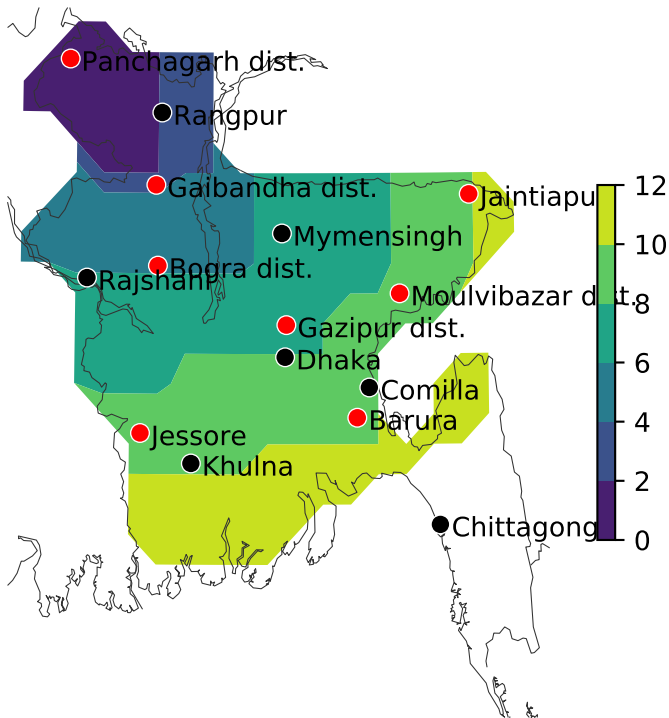 Panchagarh dist.
Rangpur
Gaibandha dist.
Jaintiapu
12
Mymensingh
10
Bogra dist.
Rajshahi
Moulvibazar dist.
8
Gazipur dist.
Dhaka
6
Comilla
Barura
4
Jessore
Khulna
2
Chittagong
0